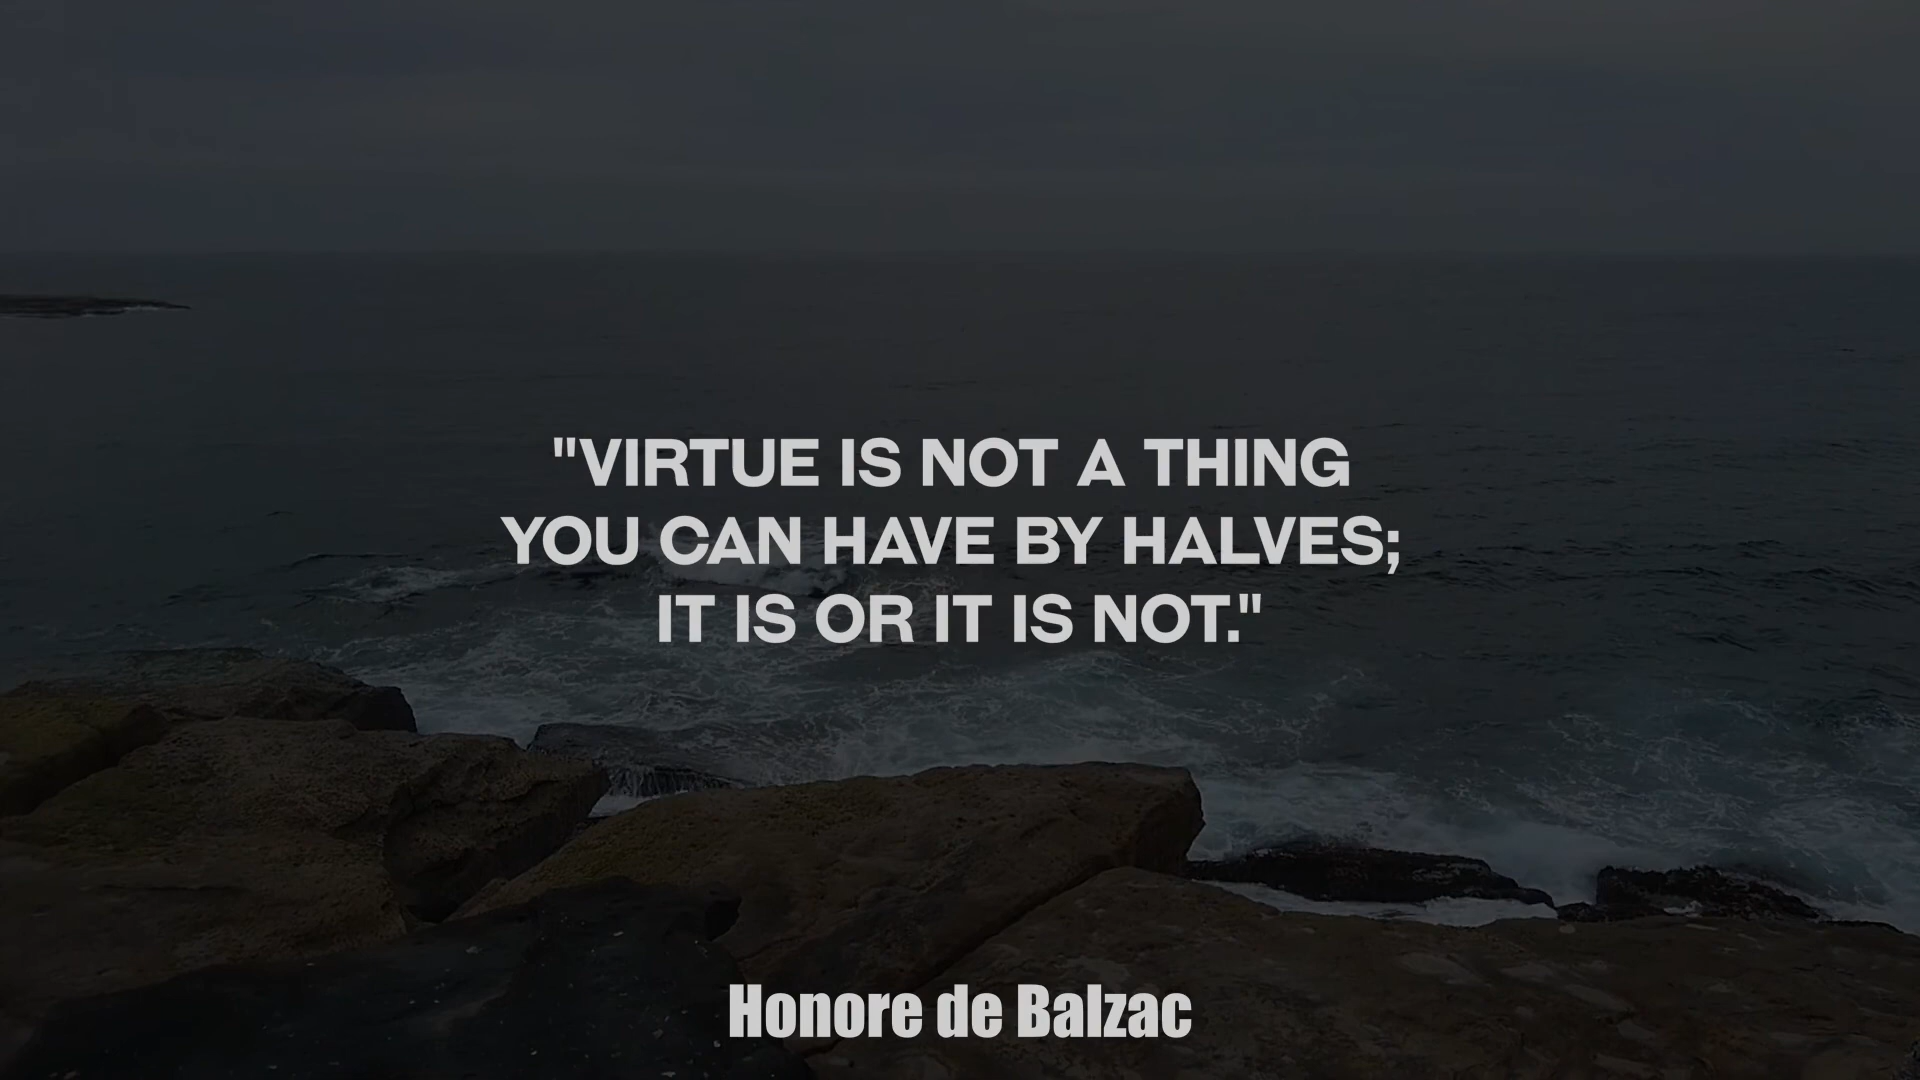 "VIRTUE IS NOT A THING
YOU CAN HAVE BY HALVES;
IT IS OR IT IS NOT."
Honore de Balzac